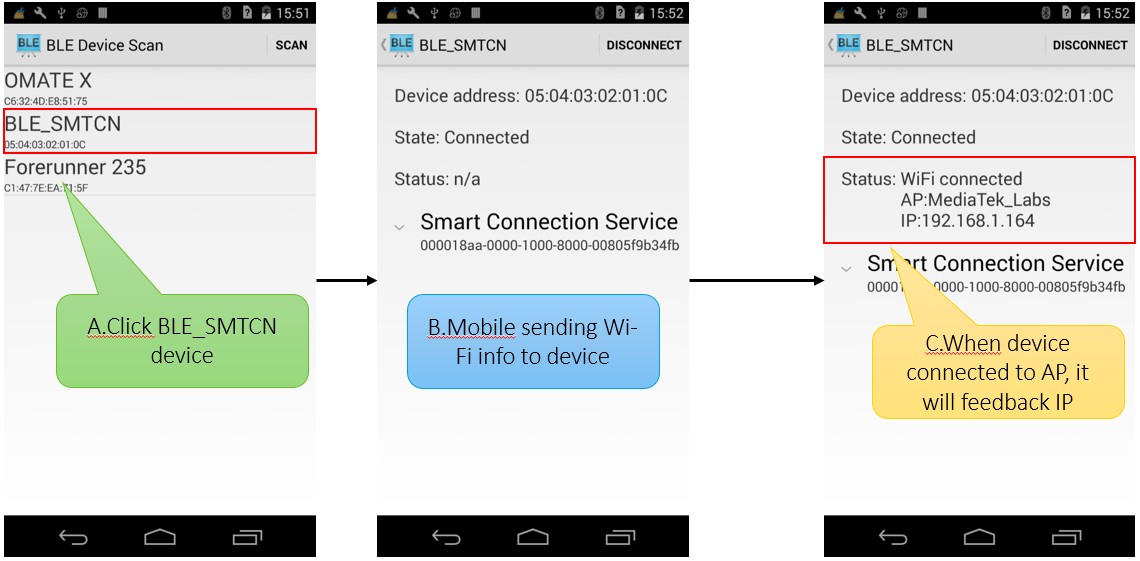 15:51
BLE BLE Device Scan SCAN
OMATE X
C6:32:4D:E8:51:75
BLE_SMTCN
05:04:03:02:01:0C
Forerunner 235
C1:47:7E:EA:71:5F
A.Click BLE_SMTCN
device
15:52
BLE BLE_SMTCN DISCONNECT
Device address: 05:04:03:02:01:0C
State: Connected
Status: n/a
Smart Connection Service
000018aa-0000-1000-8000-00805f9b34fb
B.Mobile sending Wi-
Fi info to device
15:52
BLE BLE_SMTCN DISCONNECT
Device address: 05:04:03:02:01:0C
State: Connected
Status: WiFi connected
AP:MediaTek_Labs
IP:192.168.1.164
Smart Connection Service
-0000-1000-8000-00805f9b34fb
C.When device
connected to AP, it
will feedback IP